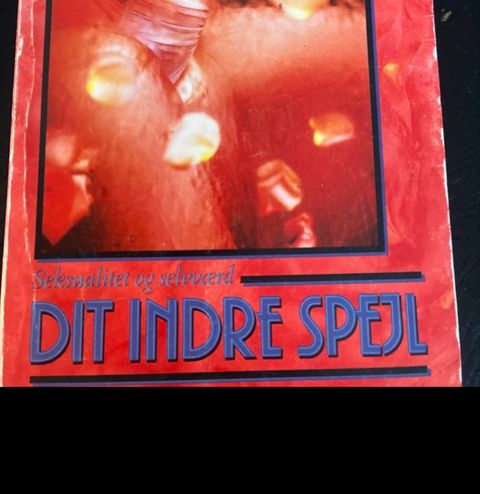 Seksualitet og selvværd
DIT INDRE SPEJL